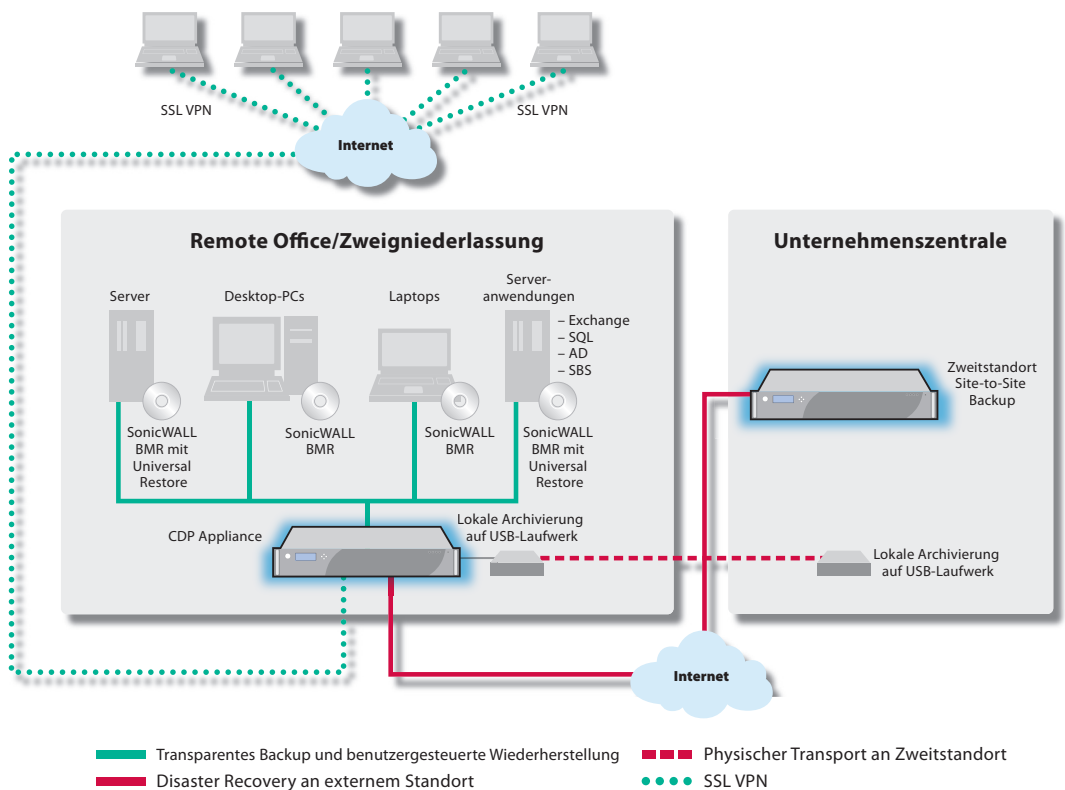 SSL VPN
SSL VPN
Internet
Remote Office/Zweigniederlassung
Unternehmenszentrale
Server
Desktop-PCs
Laptops
Server-
anwendungen
– Exchange
– SQL
– AD
– SBS
SonicWALL
BMR mit
Universal
Restore
SonicWALL
BMR
SonicWALL
BMR
SonicWALL
BMR mit
Universal
Restore
Zweitstandort
Site-to-Site
Backup
CDP Appliance
Lokale Archivierung
auf USB-Laufwerk
Lokale Archivierung
auf USB-Laufwerk
Internet
Transparentes Backup und benutzergesteuerte Wiederherstellung
Physischer Transport an Zweitstandort
Disaster Recovery an externem Standort
SSL VPN